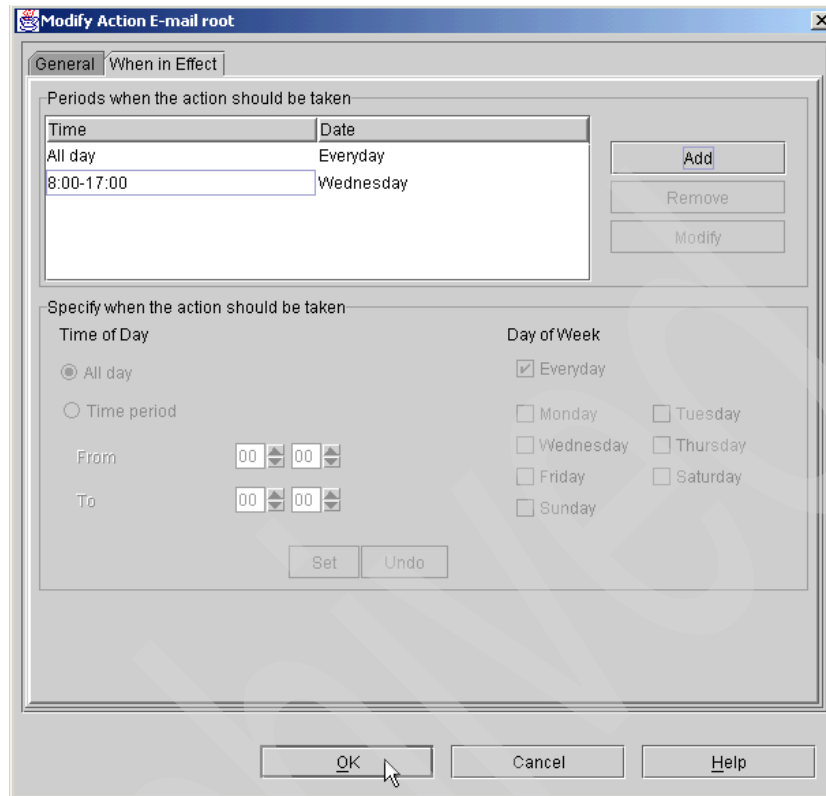 Modify Action E-mail root
General When in Effect
Periods when the action should be taken
Time Date
All day Everyday
8:00-17:00 Wednesday
Add
Remove
Modify
Specify when the action should be taken
Time of Day Day of Week
All day Everyday
Time period Monday Tuesday
Wednesday Thursday
From 00 00 Friday Saturday
To 00 00 Sunday
Set Undo
OK Cancel Help